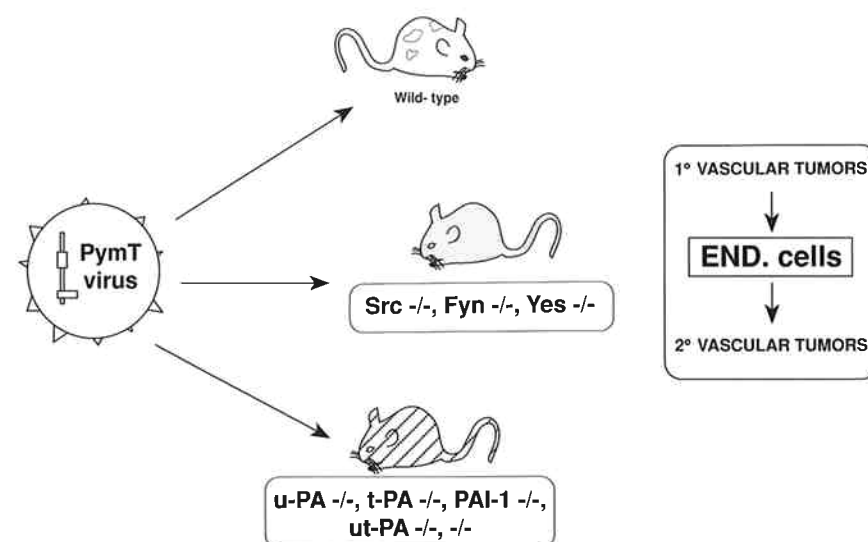 Wild- type
PymT
virus
Src -/-, Fyn -/-, Yes -/-
u-PA -/-, t-PA -/-, PAI-1 -/-,
ut-PA -/-, -/-
1° VASCULAR TUMORS
END. cells
2° VASCULAR TUMORS